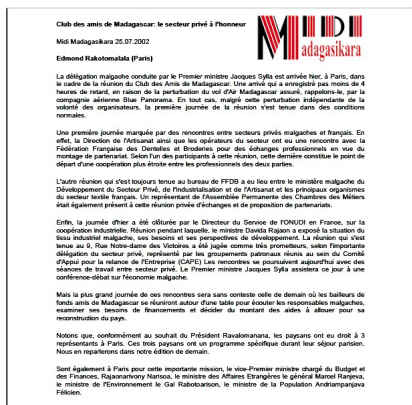 Club des amis de Madagascar: le secteur privé à l'honneur
MIDI
Madagasikara
Midi Madagasikara 26.07.2002
Edmond Rakotomalala (Paris)
La délégation malgache conduite par le Premier ministre Jacques Sylla est arrivée hier, à Paris, dans
le cadre de la réunion du Club des Amis de Madagascar. Une arrivé qui a enregistré pas moins de 4
heures de retard, en raison de la perturbation du vol d'Air Madagascar assuré, rappelons-le, par la
compagnie aérienne Blue Panorama. En tout cas, malgré cette perturbation indépendante de la
volonté des organisateurs, la première journée de la réunion s'est tenue dans des conditions
normales.
Une première journée marquée par des rencontres entre secteurs privés malgaches et français. En
effet, la Direction de l'Artisanat ainsi que les opérateurs du secteur ont eu une rencontre avec la
Fédération Française des Dentelles et Broderies pour des échanges professionnels en vue du
montage de partenariat. Selon l'un des participants à cette réunion, cette dernière constitue le point de
départ d'une coopération plus étroite entre les professionnels des deux parties.
L'autre réunion qui s'est toujours tenue au bureau de FFDB a eu lieu entre le ministère malgache du
Développement du Secteur Privé, de l'Industrialisation et de l'Artisanat et les principaux organismes
du secteur textile français. Un représentant de l'Assemblée Permanente des Chambres des Métiers
était également présent à cette réunion privée d'échanges et de proposition de partenariats.
Enfin, la journée d'hier a été clôturée par le Directeur du Service de l'ONUDI en France, sur la
coopération industrielle. Réunion pendant laquelle, le ministre Davida Rajaon a exposé la situation du
tissu industriel malgache, ses besoins et ses perspectives de développement. La réunion qui s'est
tenue au 9, Rue Notre-dame des Victoires a été jugée comme très prometteurs, selon l'importante
délégation du secteur privé, représenté par les groupements patronaux réunis au sein du Comité
d'Appui pour la relance de l'Entreprise (CAPE) Les rencontres se poursuivent aujourd'hui avec des
séances de travail entre secteur privé. Le Premier ministre Jacques Sylla assistera ce jour à une
conférence-débat sur l'économie malgache.
Mais la plus grand journée de ces rencontres sera sans conteste celle de demain où les bailleurs de
fonds amis de Madagascar se réuniront autour d'une table pour écouter les responsables malgaches,
examiner ses besoins de financements et décider du montant des aides à allouer pour sa
reconstruction du pays.
Notons que, conformément au souhait du Président Ravalomanana, les paysans ont eu droit à 3
représentants à Paris. Ces trois paysans ont un programme spécifique durant leur séjour parisien.
Nous en reparlerons dans notre édition de demain.
Sont également à Paris pour cette importante mission, le vice-Premier ministre chargé du Budget et
des Finances, Rajaonarivony Narisoa, le ministre des Affaires Etrangères le général Marcel Ranjeva,
le ministre de l'Environnement le Gal Rabotoarison, le ministre de la Population Andriamparjava
Félicien.